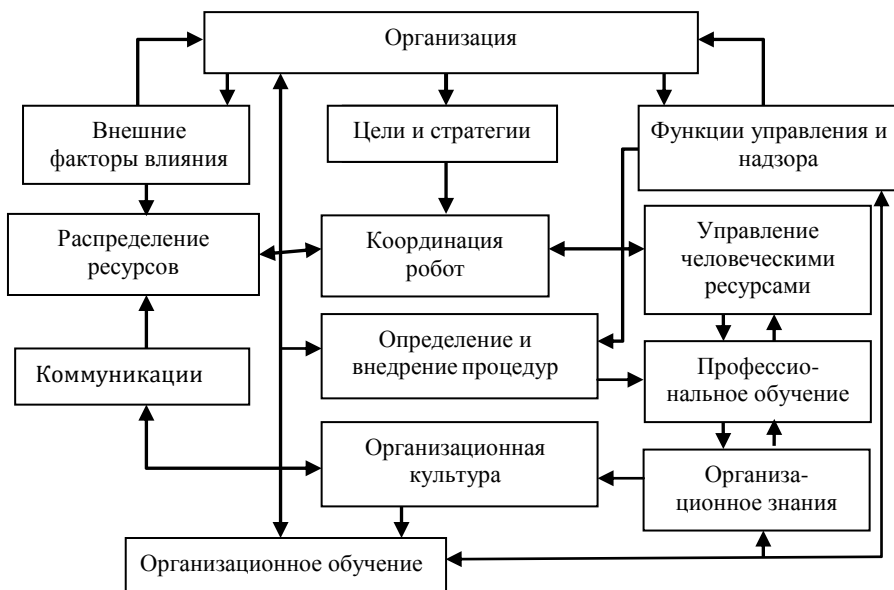 Организация
Внешние
факторы влияния
Цели и стратегии
Функции управления и
надзора
Распределение
ресурсов
Координация
робот
Управление
человеческими
ресурсами
Коммуникации
Определение и
внедрение процедур
Профессио-
нальное обучение
Организационная
культура
Организа-
ционное знания
Организационное обучение